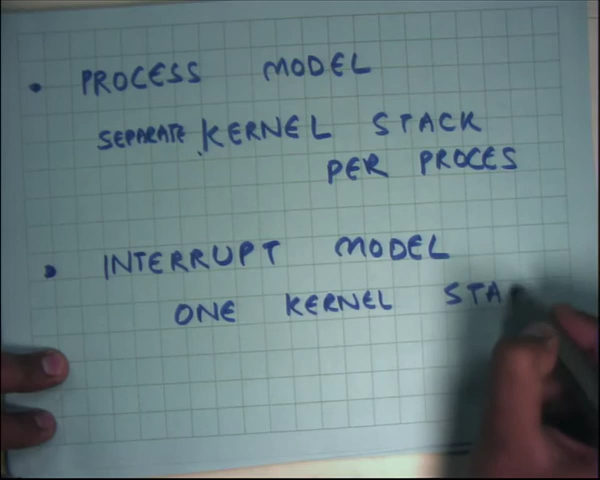 • PROCESS MODEL
SEPARATE KERNEL STACK
PER PROCES
• INTERRUPT MODEL
ONE KERNEL STA